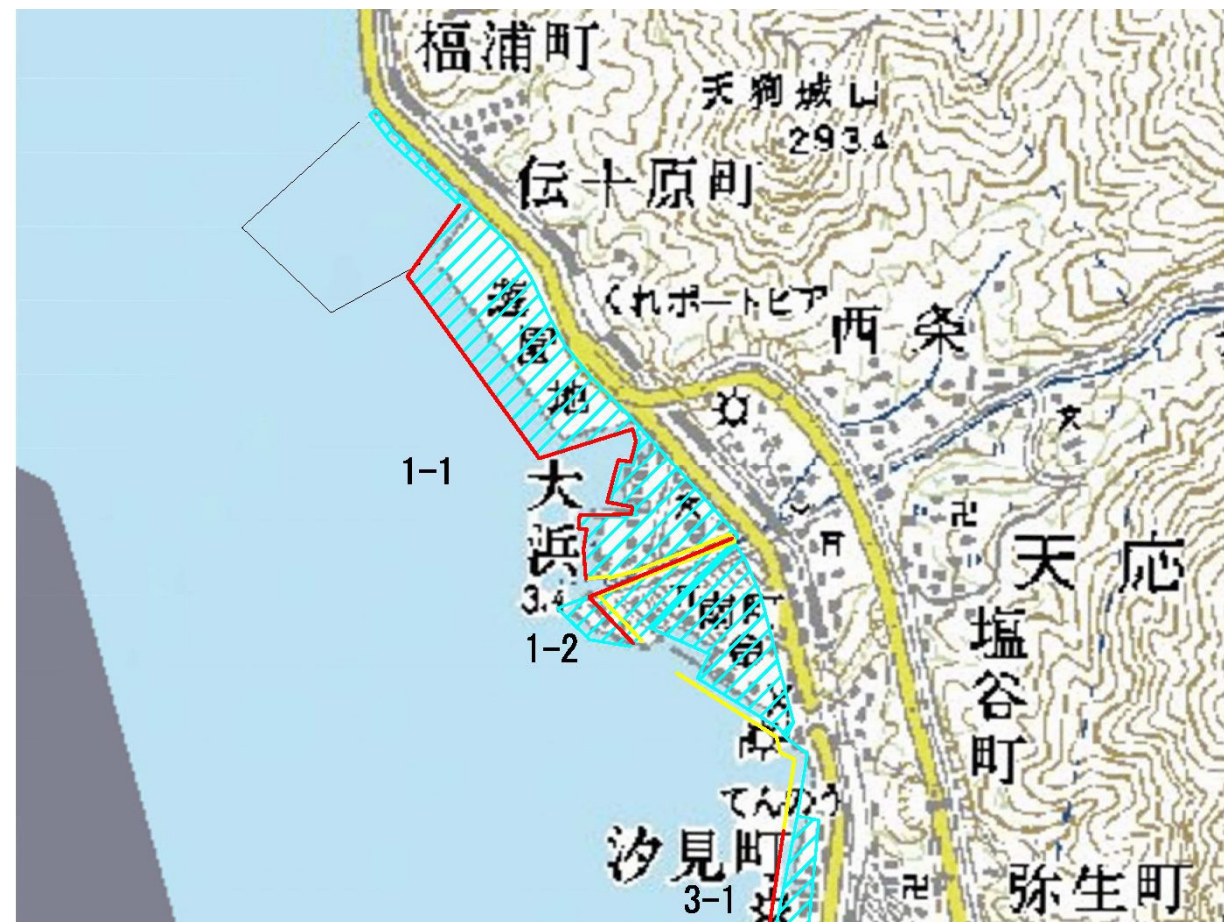 福浦町
天狗城山
293.4
伝十原町
遊園地
くれポートピア
西条
1-1
大浜
3.4
1-2
天応
塩谷町
てんのう
汐見町
3-1
弥生町